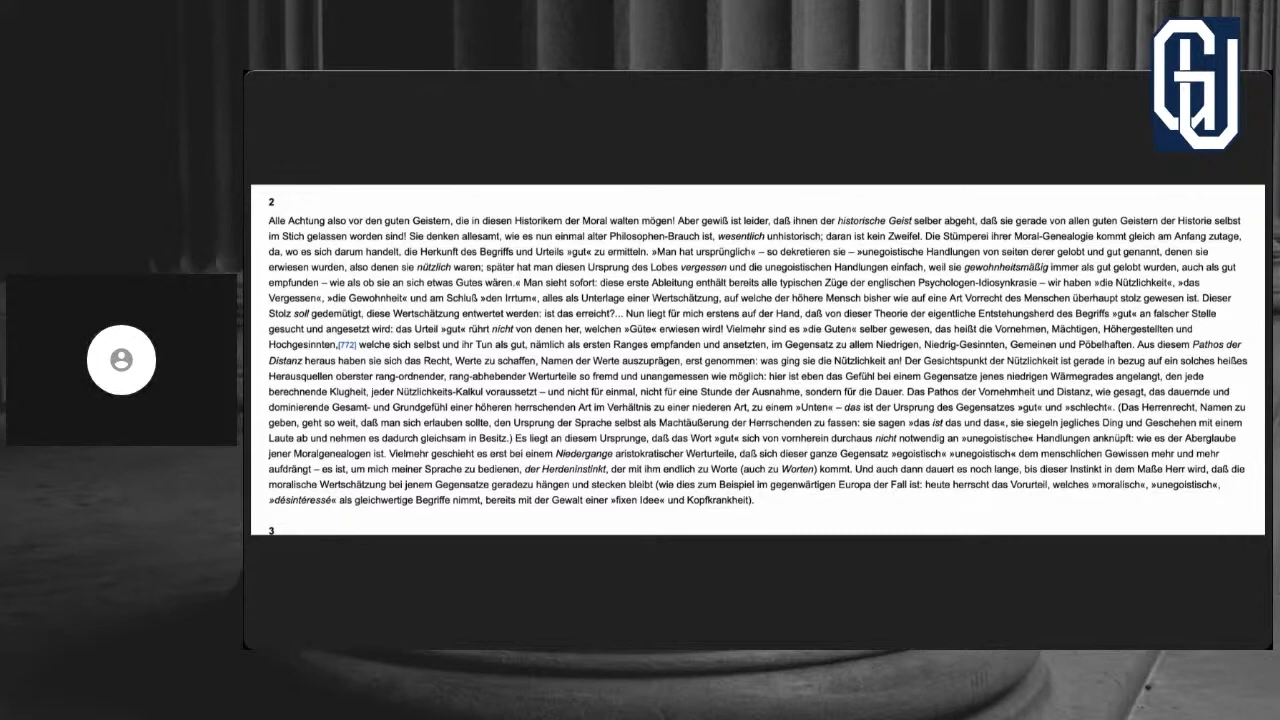 GU
2
Alle Achtung also vor den guten Geistern, die in diesen Historikern der Moral walten mögen! Aber gewiß ist leider, daß ihnen der historische Geist selber abgeht, daß sie gerade von allen guten Geistern der Historie selbst
im Stich gelassen worden sind! Sie denken allesamt, wie es nun einmal alter Philosophen-Brauch ist, wesentlich unhistorisch; daran ist kein Zweifel. Die Stümperei ihrer Moral-Genealogie kommt gleich am Anfang zutage,
da, wo es sich darum handelt, die Herkunft des Begriffs und Urteils »gut« zu ermitteln. »Man hat ursprünglich« – so dekretieren sie – »unegoistische Handlungen von seiten derer gelobt und gut genannt, denen sie
erwiesen wurden, also denen sie nützlich waren; später hat man diesen Ursprung des Lobes vergessen und die unegoistischen Handlungen einfach, weil sie gewohnheitsmäßig immer als gut gelobt wurden, auch als gut
empfunden – wie als ob sie an sich etwas Gutes wären.« Man sieht sofort: diese erste Ableitung enthält bereits alle typischen Züge der englischen Psychologen-Idiosynkrasie – wir haben »die Nützlichkeit«, »das
Vergessen«, »die Gewohnheit« und am Schluß »den Irrtum«, alles als Unterlage einer Wertschätzung, auf welche der höhere Mensch bisher wie auf eine Art Vorrecht des Menschen überhaupt stolz gewesen ist. Dieser
Stolz soll gedemütigt, diese Wertschätzung entwertet werden: ist das erreicht?... Nun liegt für mich erstens auf der Hand, daß von dieser Theorie der eigentliche Entstehungsherd des Begriffs »gut« an falscher Stelle
gesucht und angesetzt wird: das Urteil »gut« rührt nicht von denen her, welchen »Güte« erwiesen wird! Vielmehr sind es »die Guten« selber gewesen, das heißt die Vornehmen, Mächtigen, Höhergestellten und
Hochgesinnten,[772] welche sich selbst und ihr Tun als gut, nämlich als ersten Ranges empfanden und ansetzten, im Gegensatz zu allem Niedrigen, Niedrig-Gesinnten, Gemeinen und Pöbelhaften. Aus diesem Pathos der
Distanz heraus haben sie sich das Recht, Werte zu schaffen, Namen der Werte auszuprägen, erst genommen: was ging sie die Nützlichkeit an! Der Gesichtspunkt der Nützlichkeit ist gerade in bezug auf ein solches heißes
Herausquellen oberster rang-ordnender, rang-abhebender Werturteile so fremd und unangemessen wie möglich: hier ist eben das Gefühl bei einem Gegensatze jenes niedrigen Wärmegrades angelangt, den jede
berechnende Klugheit, jeder Nützlichkeits-Kalkul voraussetzt – und nicht für einmal, nicht für eine Stunde der Ausnahme, sondern für die Dauer. Das Pathos der Vornehmheit und Distanz, wie gesagt, das dauernde und
dominierende Gesamt- und Grundgefühl einer höheren herrschenden Art im Verhältnis zu einer niederen Art, zu einem »Unten« – das ist der Ursprung des Gegensatzes »gut« und »schlecht«. (Das Herrenrecht, Namen zu
geben, geht so weit, daß man sich erlauben sollte, den Ursprung der Sprache selbst als Machtäußerung der Herrschenden zu fassen: sie sagen »das ist das und das«, sie siegeln jegliches Ding und Geschehen mit einem
Laute ab und nehmen es dadurch gleichsam in Besitz.) Es liegt an diesem Ursprunge, daß das Wort »gut« sich von vornherein durchaus nicht notwendig an »unegoistische« Handlungen anknüpft: wie es der Aberglaube
jener Moralgenealogen ist. Vielmehr geschieht es erst bei einem Niedergange aristokratischer Werturteile, daß sich dieser ganze Gegensatz »egoistisch« »unegoistisch« dem menschlichen Gewissen mehr und mehr
aufdrängt – es ist, um mich meiner Sprache zu bedienen, der Herdeninstinkt, der mit ihm endlich zu Worte (auch zu Worten) kommt. Und auch dann dauert es noch lange, bis dieser Instinkt in dem Maße Herr wird, daß die
moralische Wertschätzung bei jenem Gegensatze geradezu hängen und stecken bleibt (wie dies zum Beispiel im gegenwärtigen Europa der Fall ist: heute herrscht das Vorurteil, welches »moralisch«, »unegoistisch«,
»désintéressé« als gleichwertige Begriffe nimmt, bereits mit der Gewalt einer »fixen Idee« und Kopfkrankheit).
3